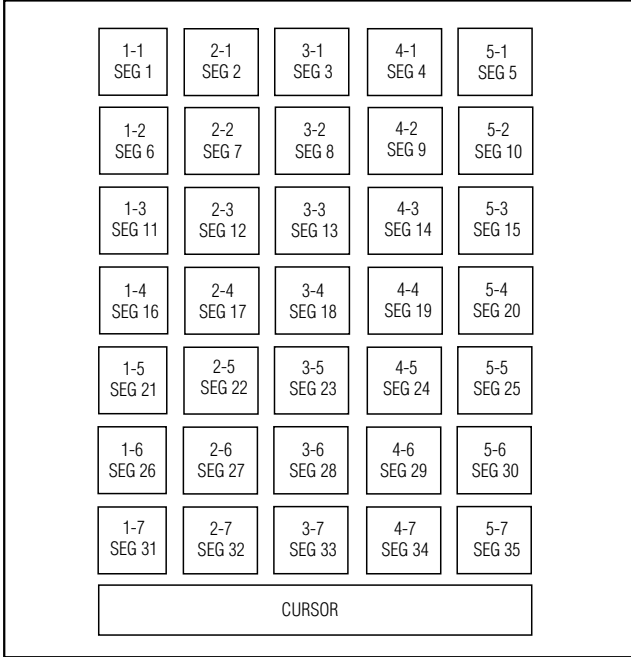 1-1 2-1 3-1 4-1 5-1
SEG 1 SEG 2 SEG 3 SEG 4 SEG 5
1-2 2-2 3-2 4-2 5-2
SEG 6 SEG 7 SEG 8 SEG 9 SEG 10
1-3 2-3 3-3 4-3 5-3
SEG 11 SEG 12 SEG 13 SEG 14 SEG 15
1-4 2-4 3-4 4-4 5-4
SEG 16 SEG 17 SEG 18 SEG 19 SEG 20
1-5 2-5 3-5 4-5 5-5
SEG 21 SEG 22 SEG 23 SEG 24 SEG 25
1-6 2-6 3-6 4-6 5-6
SEG 26 SEG 27 SEG 28 SEG 29 SEG 30
1-7 2-7 3-7 4-7 5-7
SEG 31 SEG 32 SEG 33 SEG 34 SEG 35
CURSOR